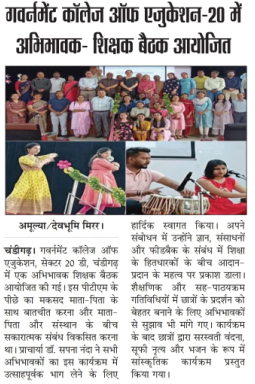 गवर्नमेंट कॉलेज ऑफ एजुकेशन-20 में
अभिभावक- शिक्षक बैठक आयोजित
अमूल्या/देवभूमि मिरर।
चंडीगढ़। गवर्नमेंट कॉलेज ऑफ
एजुकेशन, सेक्टर 20 डी, चंडीगढ़
में एक अभिभावक शिक्षक बैठक
आयोजित की गई। इस पीटीएम के
पीछे का मकसद माता-पिता के
साथ बातचीत करना और माता-
पिता और संस्थान के बीच
सकारात्मक संबंध विकसित करना
था। प्राचार्या डॉ. सपना नंदा ने सभी
अभिभावकों का इस कार्यक्रम में
उत्साहपूर्वक भाग लेने के लिए
हार्दिक स्वागत किया। अपने
संबोधन में उन्होंने ज्ञान, संसाधनों
और फीडबैक के संबंध में शिक्षा
के हितधारकों के बीच आदान-
प्रदान के महत्व पर प्रकाश डाला।
शैक्षणिक और सह-पाठयक्रम
गतिविधियों में छात्रों के प्रदर्शन को
बेहतर बनाने के लिए अभिभावकों
से सुझाव भी मांगे गए। कार्यक्रम
के बाद छात्रों द्वारा सरस्वती वंदना,
सूफी नृत्य और भजन के रूप में
सांस्कृतिक कार्यक्रम प्रस्तुत
किया गया।